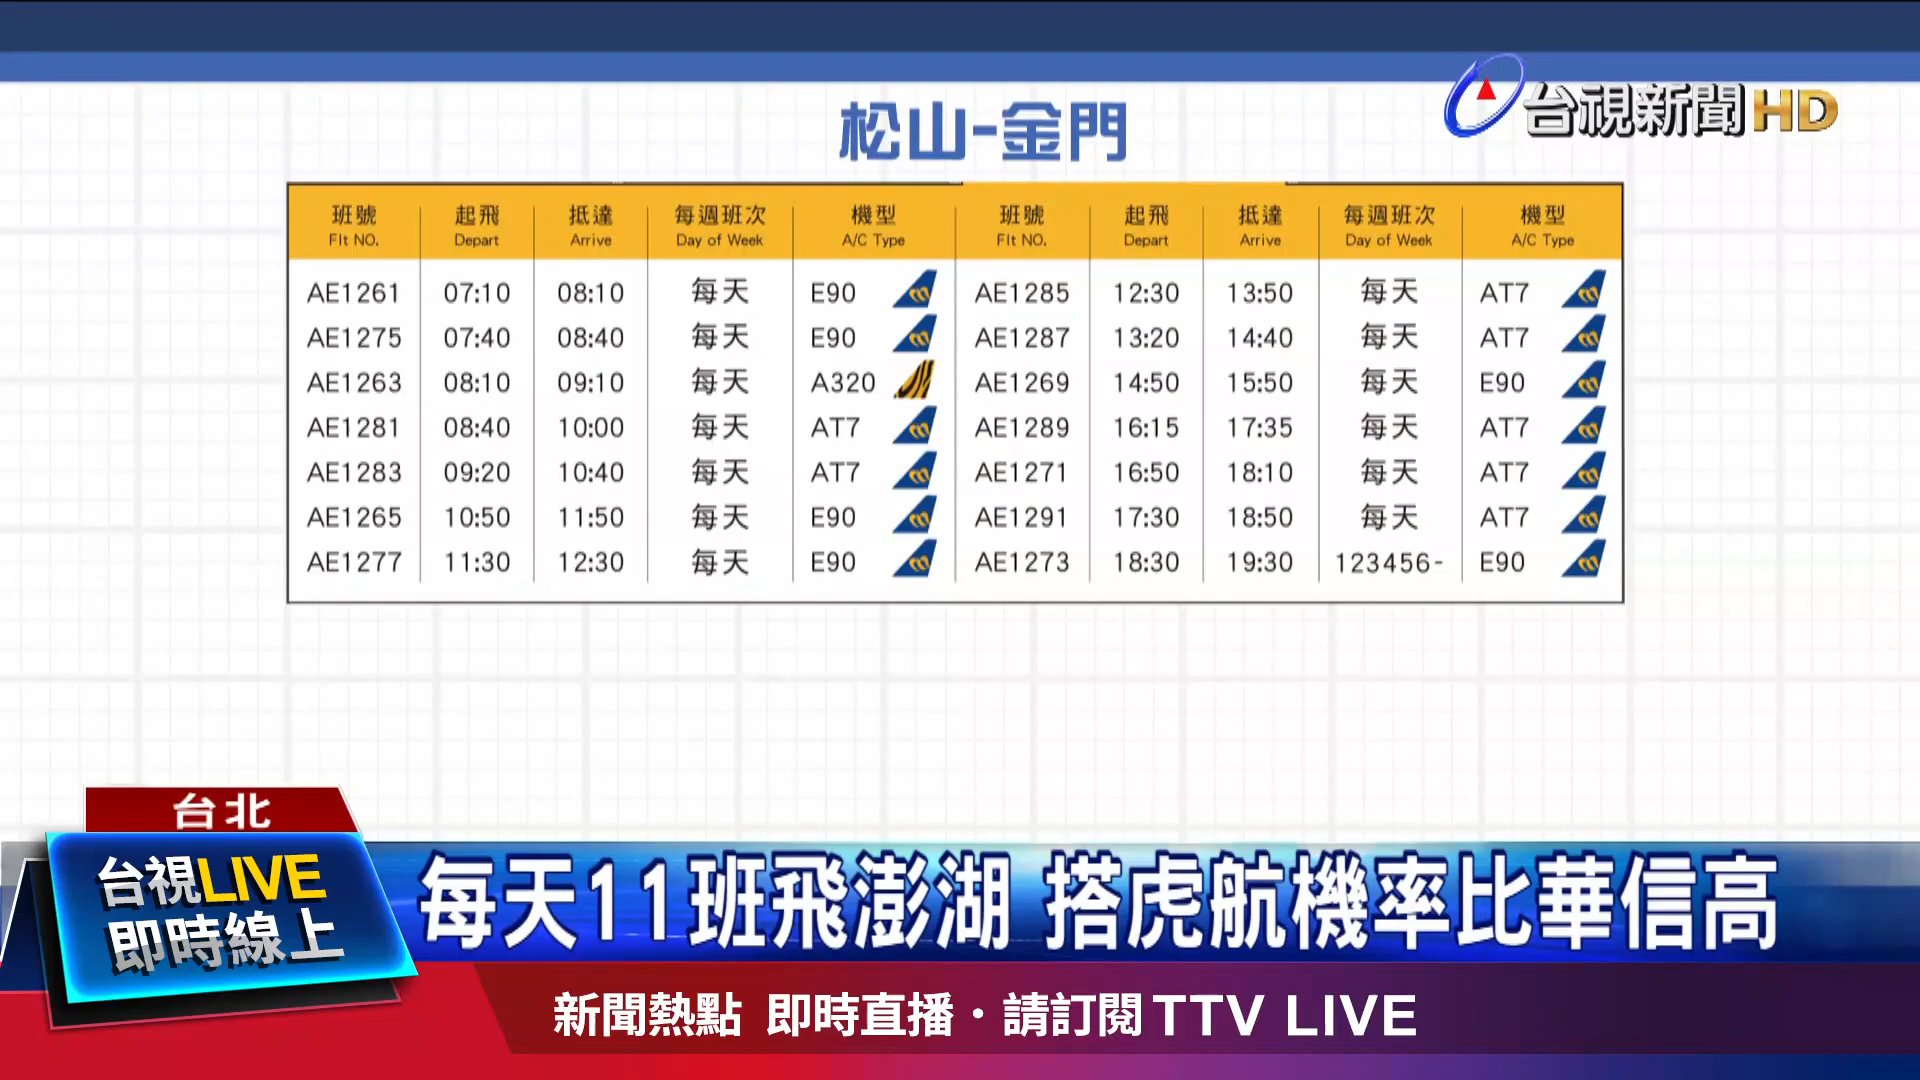 台視新聞HD
松山-金門
班號 起飛 抵達 每週班次 機型 班號 起飛 抵達 每週班次 機型
Flt NO. Depart Arrive Day of Week A/C Type Flt NO. Depart Arrive Day of Week A/C Type
AE1261 07:10 08:10 每天 E90 AE1285 12:30 13:50 每天 AT7
AE1275 07:40 08:40 每天 E90 AE1287 13:20 14:40 每天 AT7
AE1263 08:10 09:10 每天 A320 AE1269 14:50 15:50 每天 E90
AE1281 08:40 10:00 每天 AT7 AE1289 16:15 17:35 每天 AT7
AE1283 09:20 10:40 每天 AT7 AE1271 16:50 18:10 每天 AT7
AE1265 10:50 11:50 每天 E90 AE1291 17:30 18:50 每天 AT7
AE1277 11:30 12:30 每天 E90 AE1273 18:30 19:30 123456- E90
台北
台視LIVE
即時線上
每天11班飛澎湖 搭虎航機率比華信高
新聞熱點 即時直播・請訂閱TTV LIVE